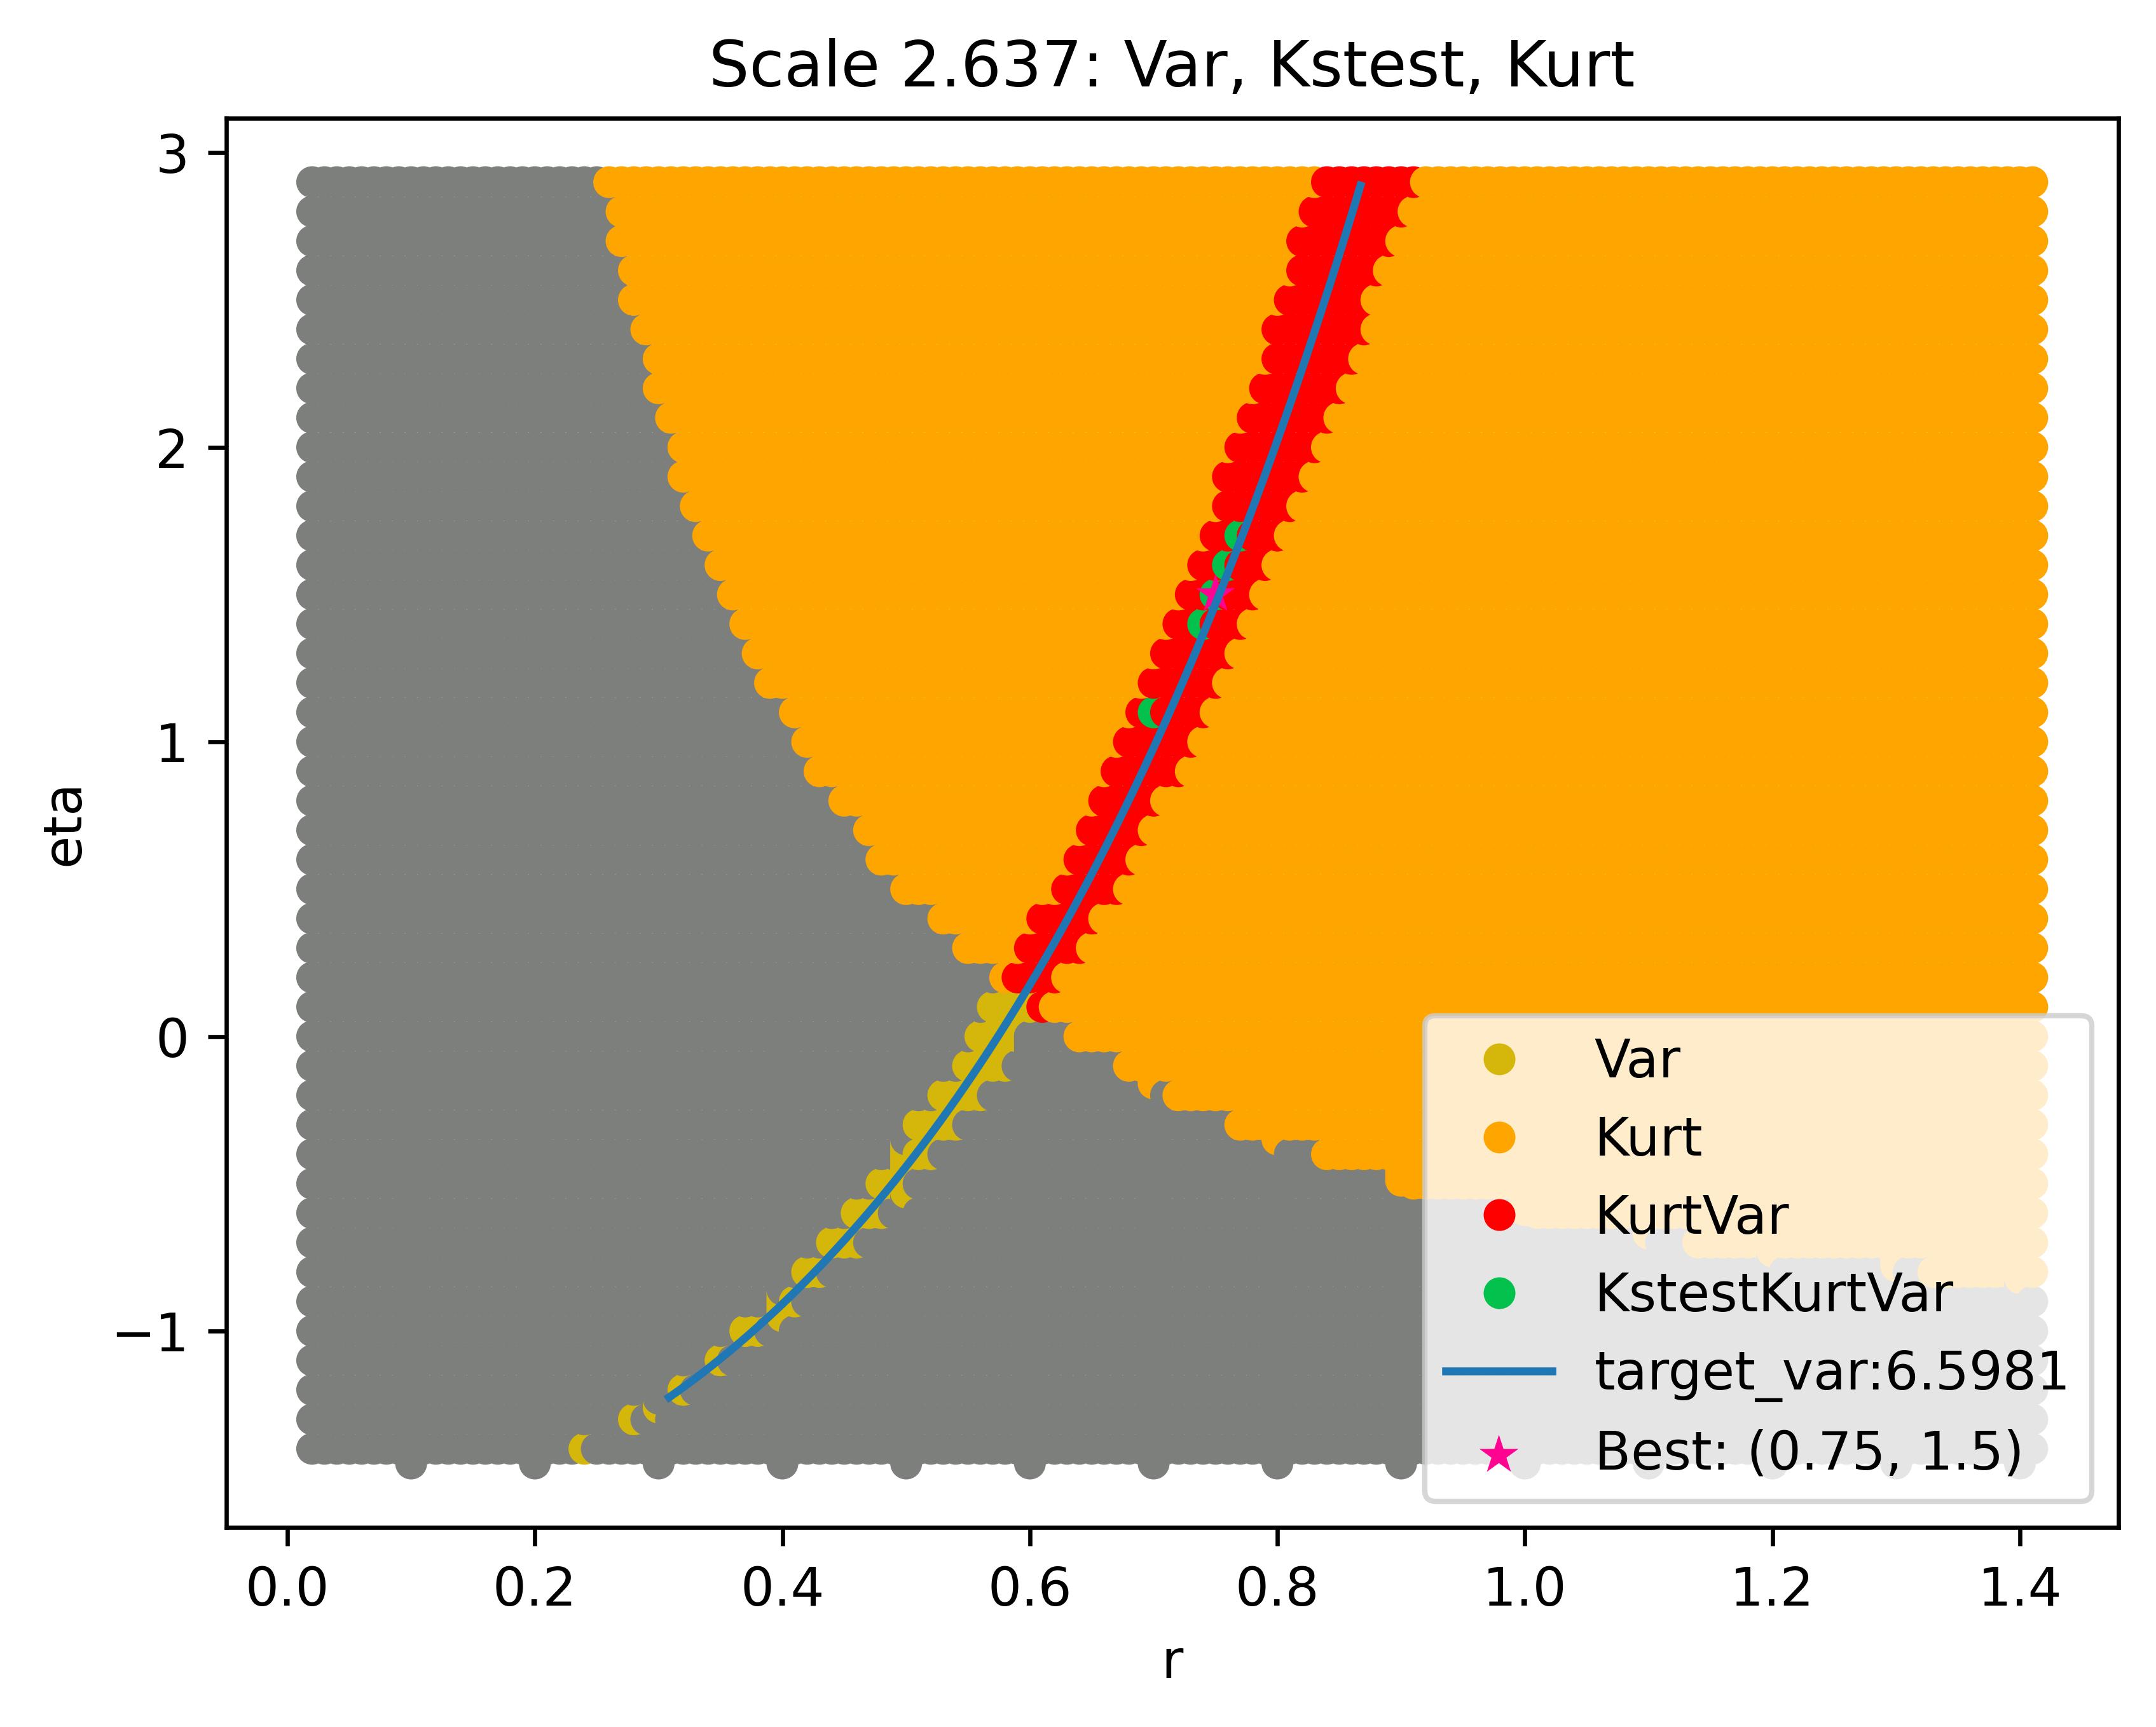 Scale 2.637: Var, Kstest, Kurt
3
2
1
0
−1
eta
0.0 0.2 0.4 0.6 0.8 1.0 1.2 1.4
r
Var
Kurt
KurtVar
KstestKurtVar
target_var:6.5981
Best: (0.75, 1.5)